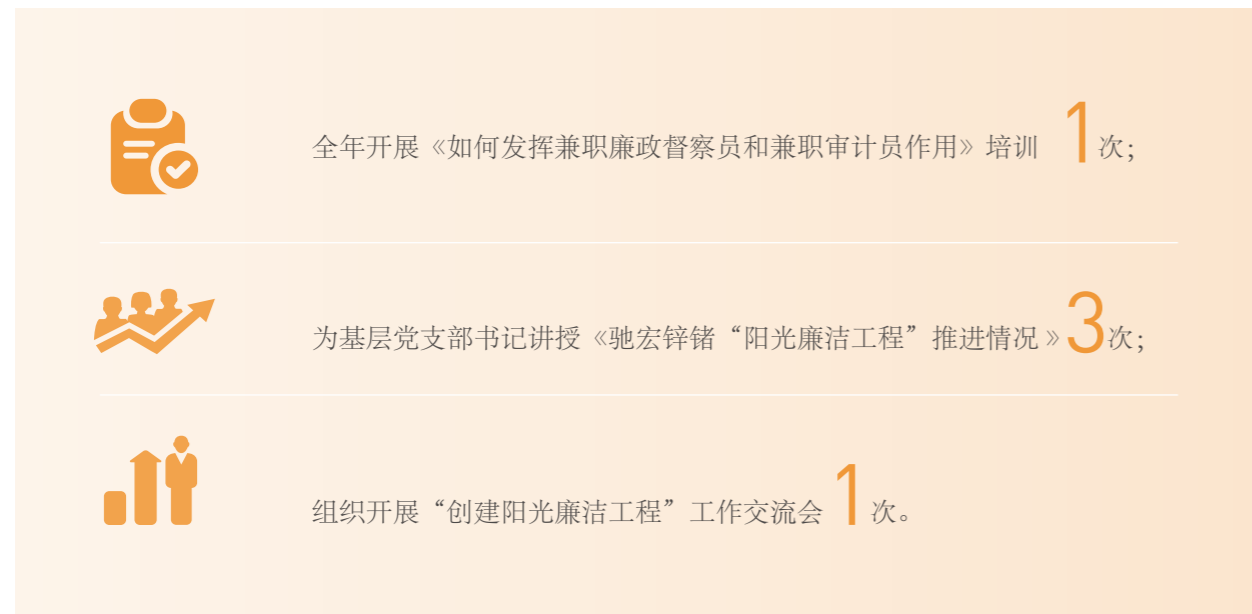 全年开展《如何发挥兼职廉政督察员和兼职审计员作用》培训 1次；
为基层党支部书记讲授《驰宏锌锗“阳光廉洁工程”推进情况》3次；
组织开展“创建阳光廉洁工程”工作交流会 1次。